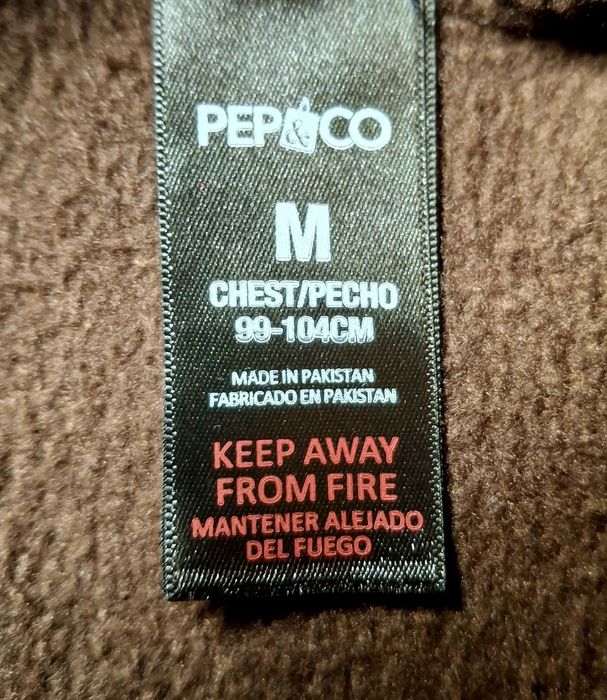 PEP&CO
M
CHEST/PECHO
99-104CM
MADE IN PAKISTAN
FABRICADO EN PAKISTAN
KEEP AWAY
FROM FIRE
MANTENER ALEJADO
DEL FUEGO